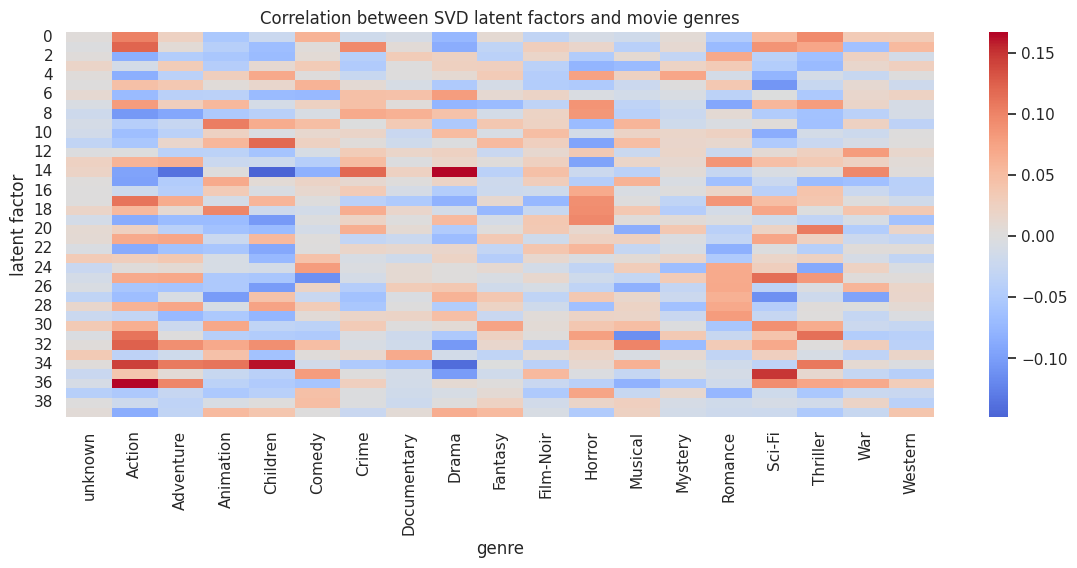 Correlation between SVD latent factors and movie genres
latent factor
0
2
4
6
8
10
12
14
16
18
20
22
24
26
28
30
32
34
36
38
unknown
Action
Adventure
Animation
Children
Comedy
Crime
Documentary
Drama
Fantasy
Film-Noir
Horror
Musical
Mystery
Romance
Sci-Fi
Thriller
War
Western
genre
0.15
0.10
0.05
0.00
−0.05
−0.10